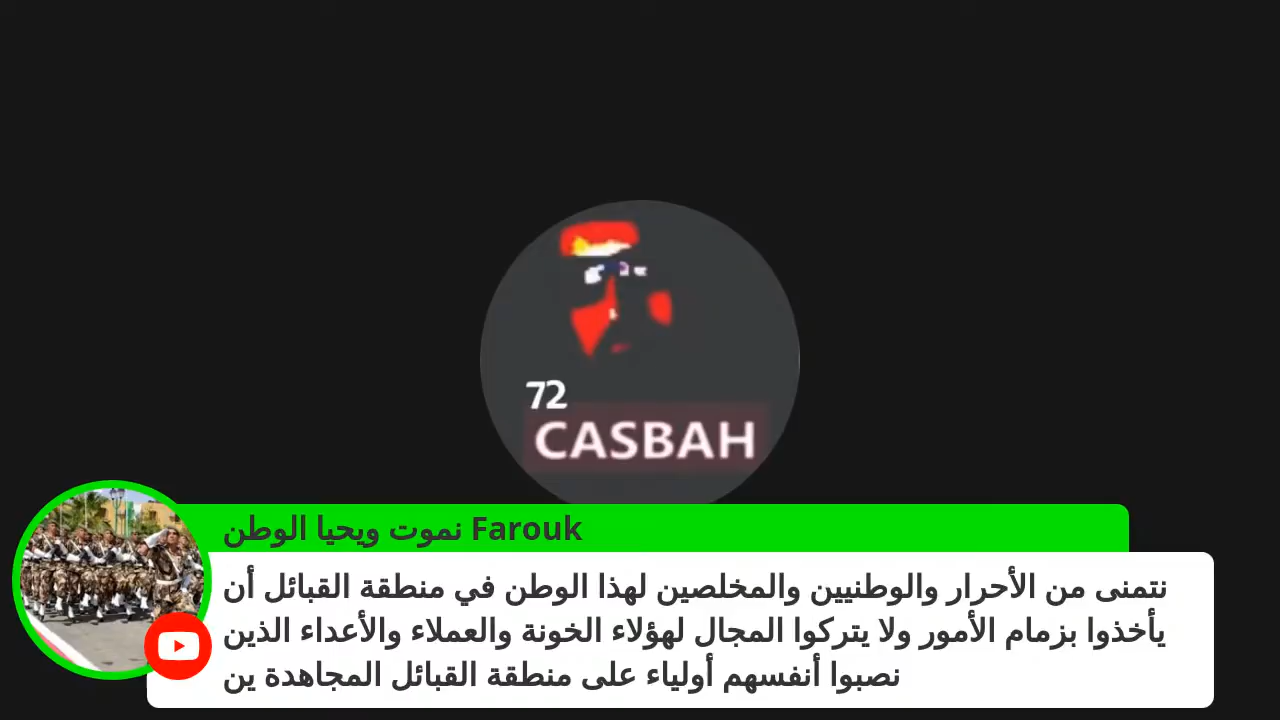 72
CASBAH
Farouk نموت ويحيا الوطن
نتمنى من الأحرار والوطنيين والمخلصين لهذا الوطن في منطقة القبائل أن
يأخذوا بزمام الأمور ولا يتركوا المجال لهؤلاء الخونة والعملاء والأعداء الذين
نصبوا أنفسهم أولياء على منطقة القبائل المجاهدة ين